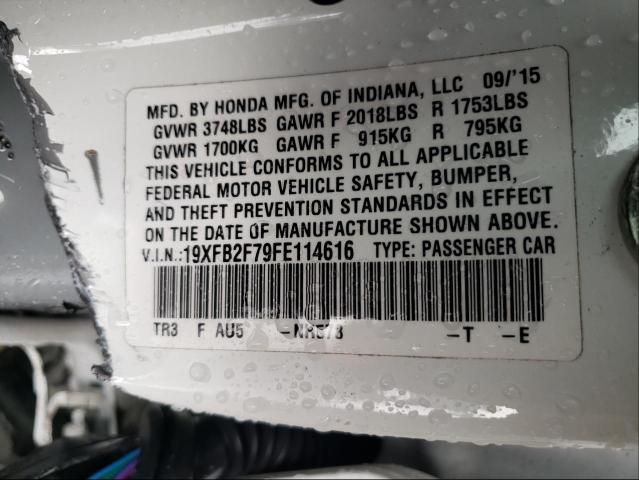 MFD. BY HONDA MFG. OF INDIANA, LLC 09/'15
GVWR 3748LBS GAWR F 2018LBS R 1753LBS
GVWR 1700KG GAWR F 915KG R 795KG
THIS VEHICLE CONFORMS TO ALL APPLICABLE
FEDERAL MOTOR VEHICLE SAFETY, BUMPER,
AND THEFT PREVENTION STANDARDS IN EFFECT
ON THE DATE OF MANUFACTURE SHOWN ABOVE.
V.I.N.:19XFB2F79FE114616 TYPE: PASSENGER CAR
TR3 F AU5 -T -E